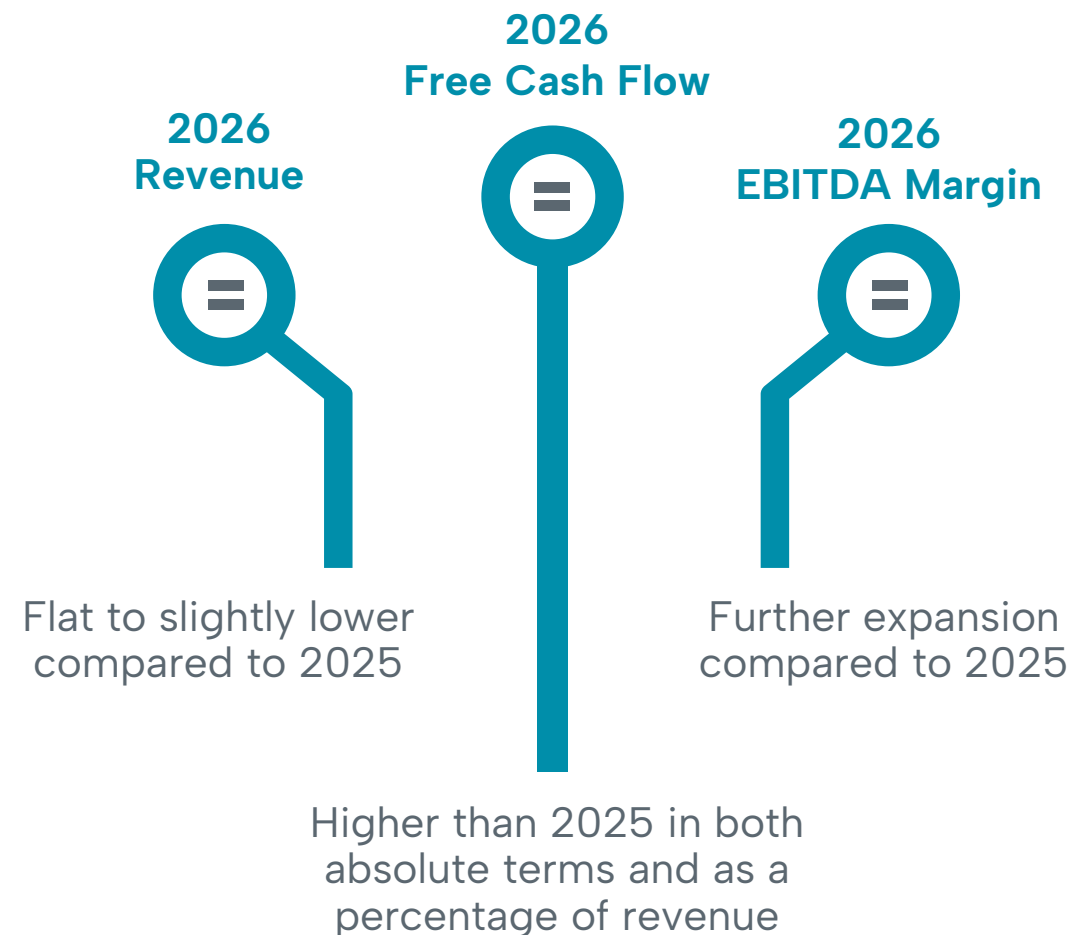 2026
Revenue
=
Flat to slightly lower
compared to 2025
2026
Free Cash Flow
=
Higher than 2025 in both
absolute terms and as a
percentage of revenue
2026
EBITDA Margin
=
Further expansion
compared to 2025